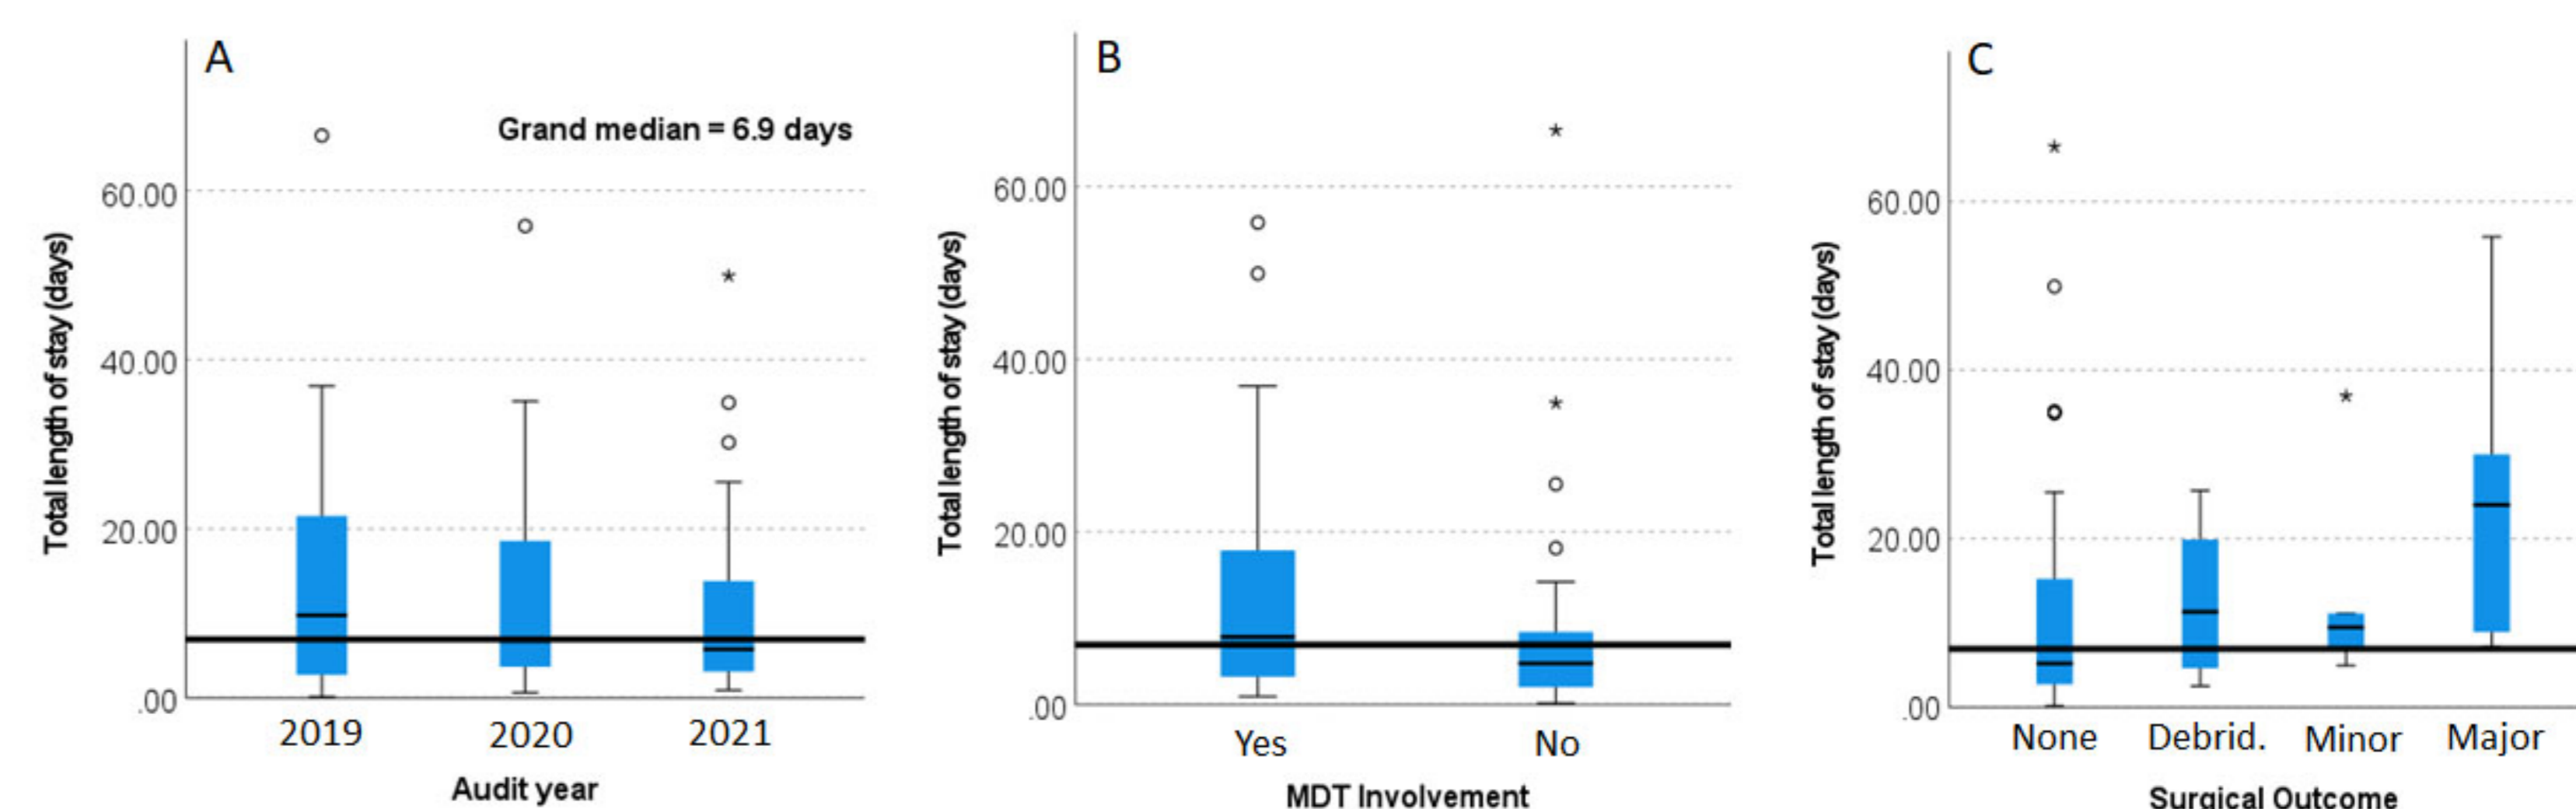 A
Grand median = 6.9 days
Total length of stay (days)
60.00
40.00
20.00
.00
2019 2020 2021
Audit year
B
Total length of stay (days)
60.00
40.00
20.00
.00
Yes No
MDT Involvement
C
Total length of stay (days)
60.00
40.00
20.00
.00
None Debrid. Minor Major
Surgical Outcome